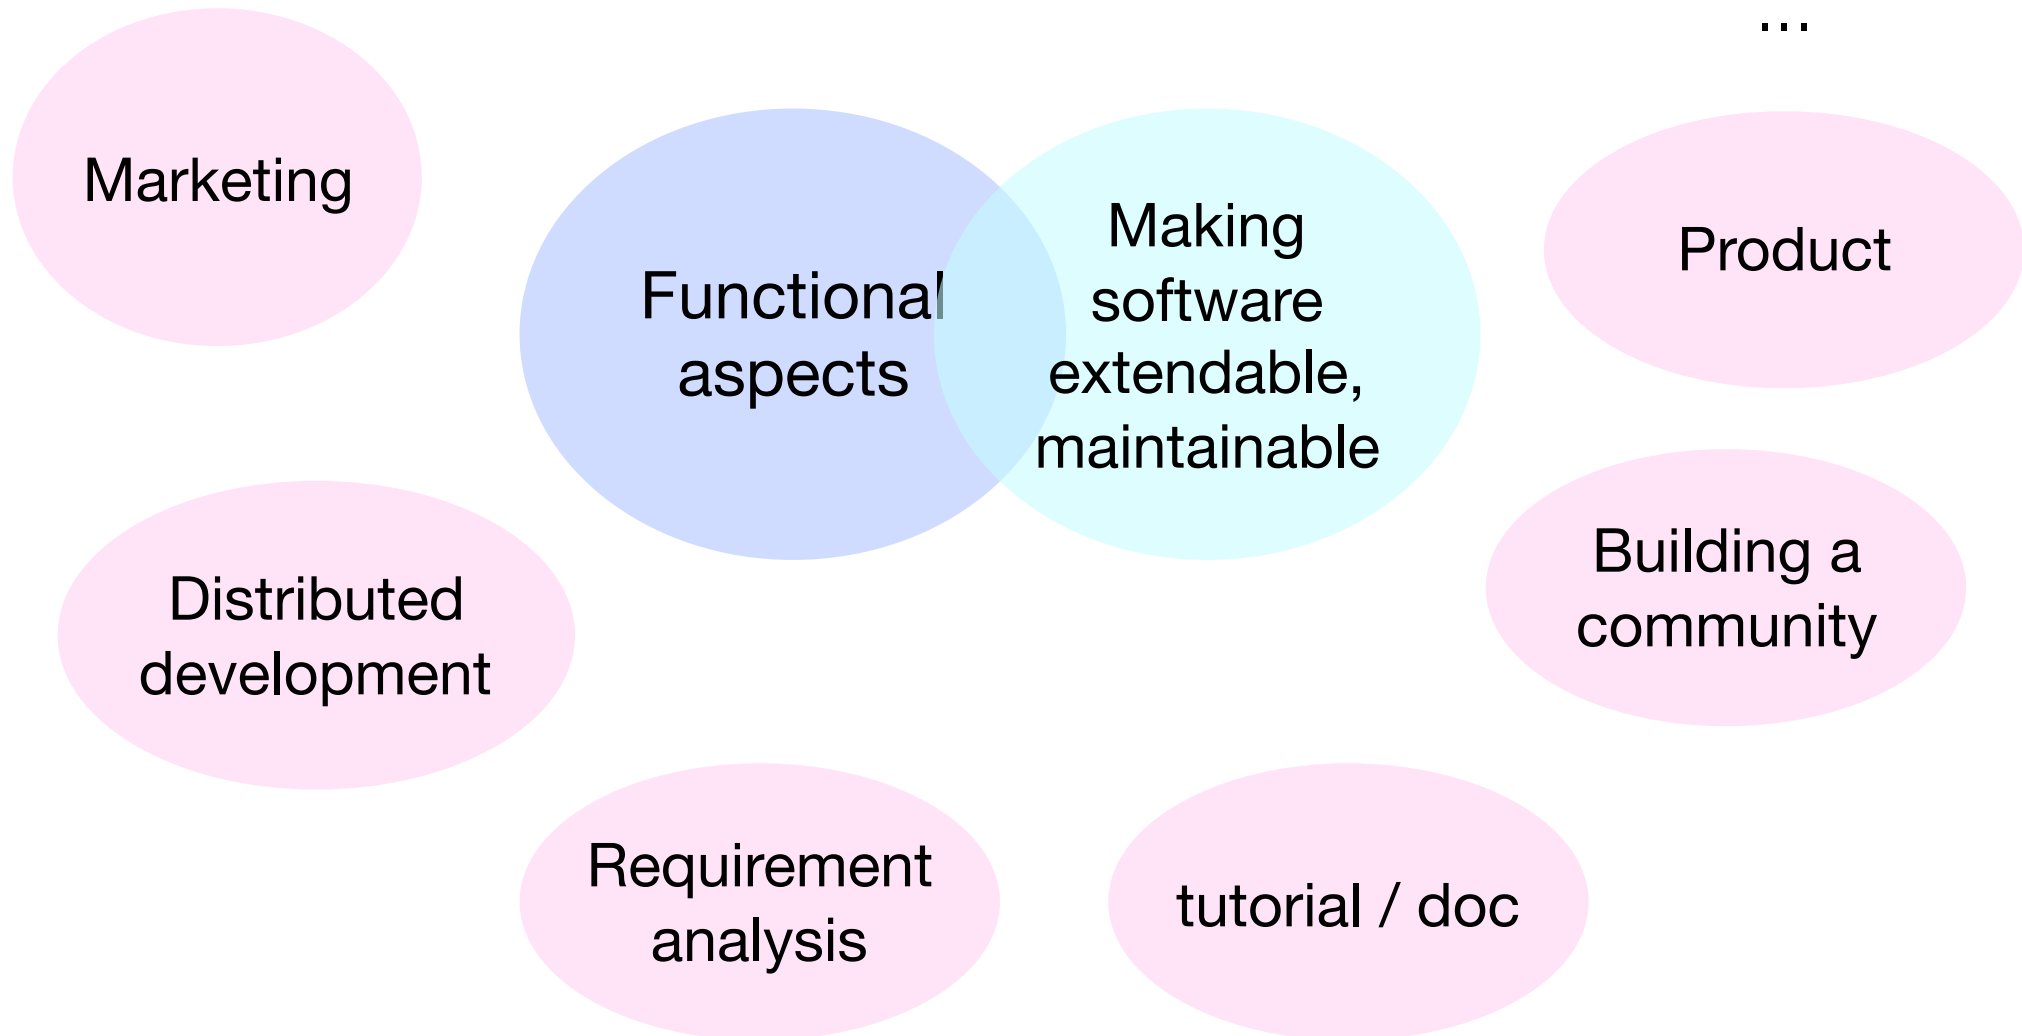 ...
Marketing
Functional
aspects
Making
software
extendable,
maintainable
Product
Distributed
development
Building a
community
Requirement
analysis
tutorial / doc